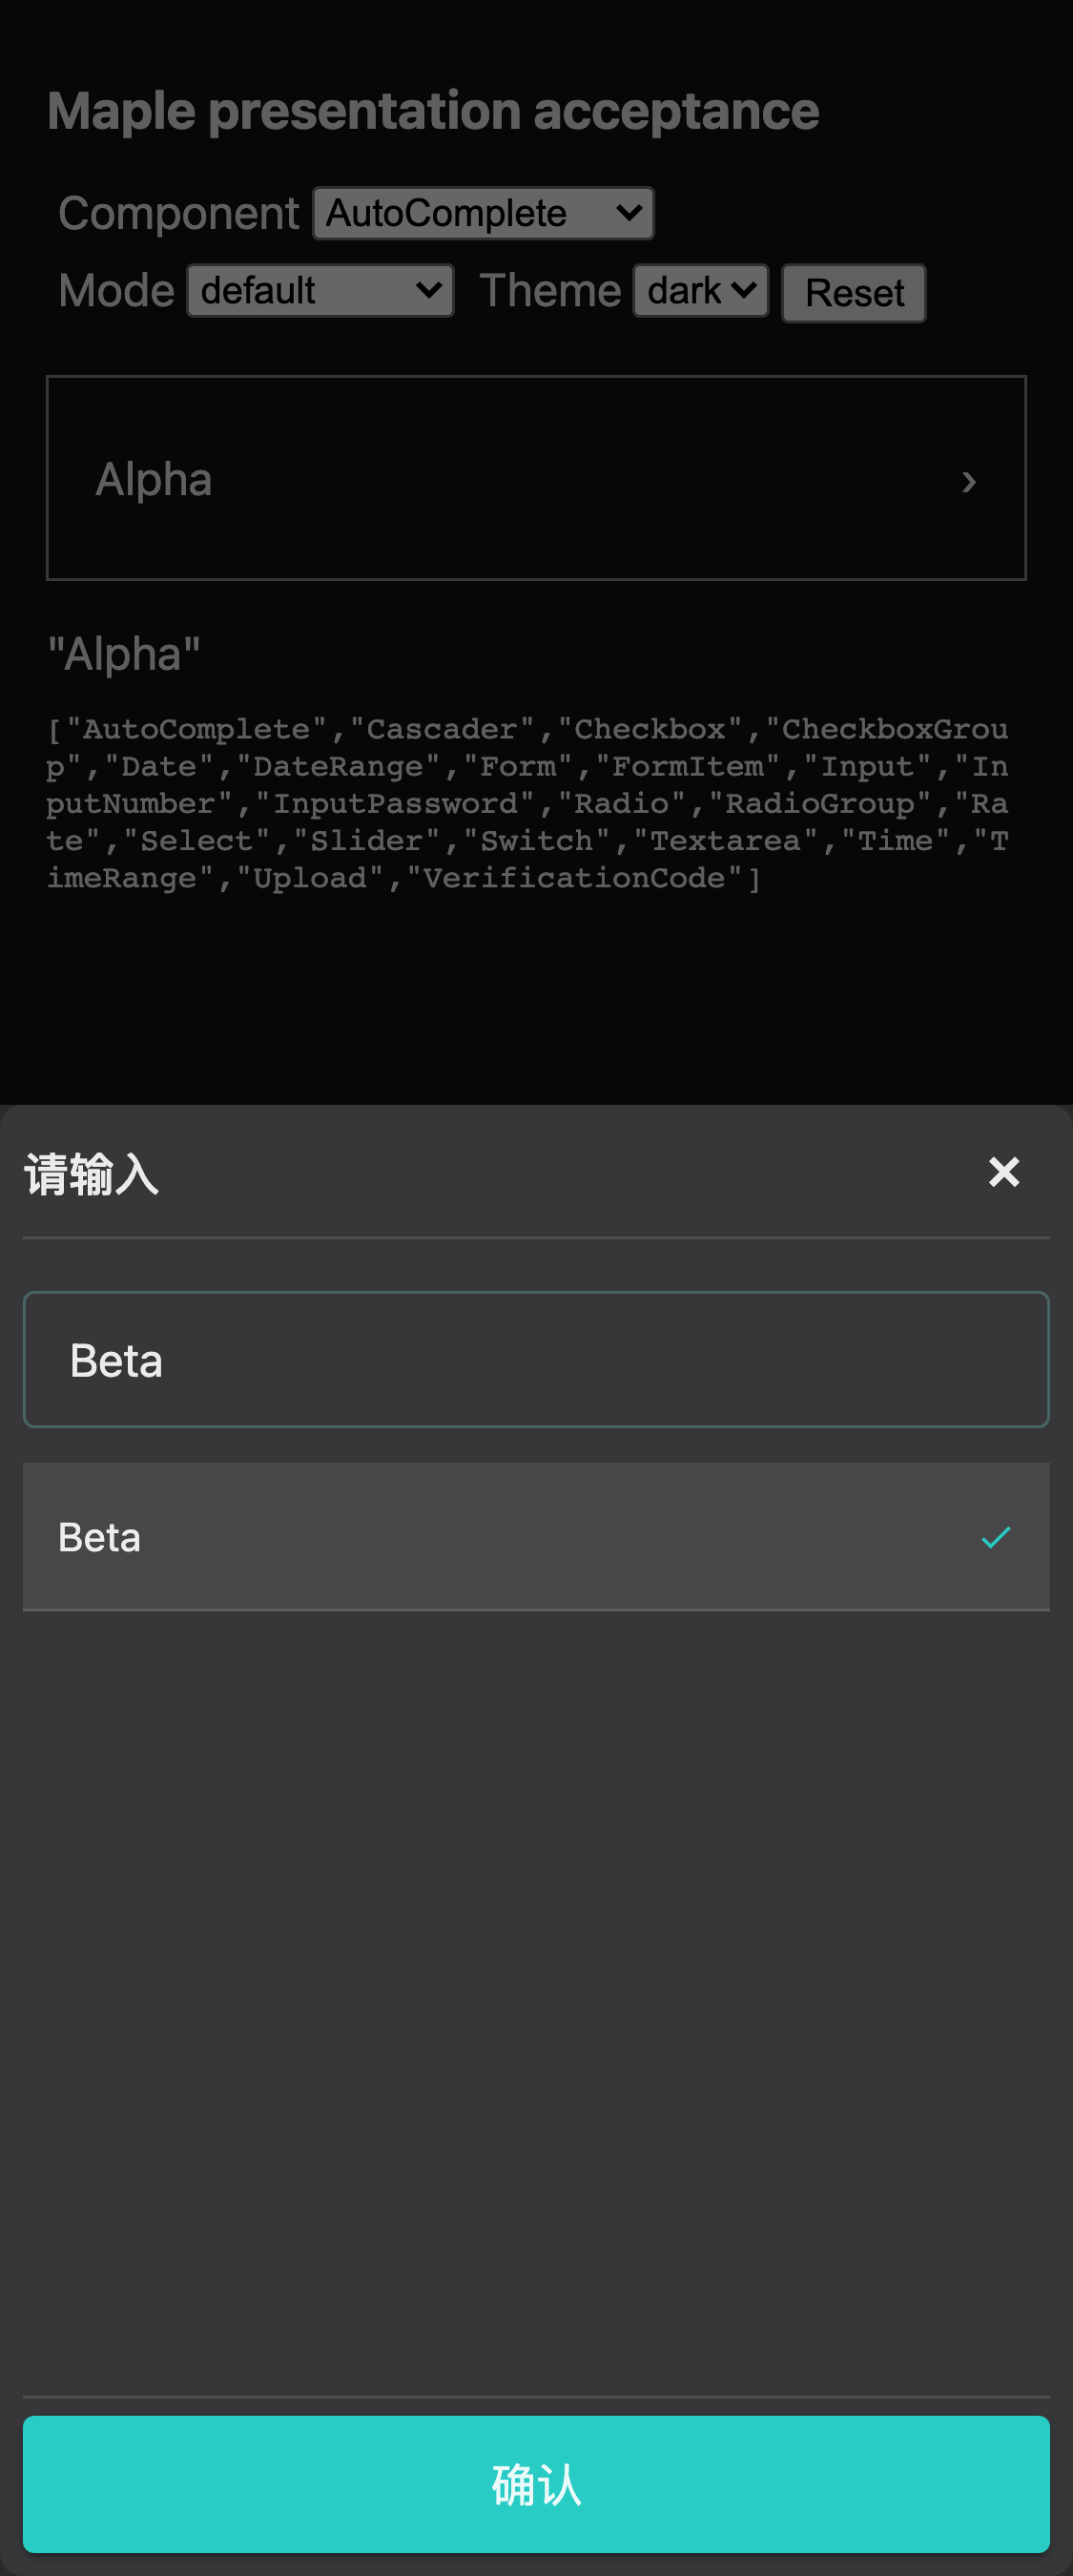 Maple presentation acceptance
Component AutoComplete
Mode default Theme dark Reset
Alpha ›
"Alpha"
["AutoComplete","Cascader","Checkbox","CheckboxGrou
p","Date","DateRange","Form","FormItem","Input","In
putNumber","InputPassword","Radio","RadioGroup","Ra
te","Select","Slider","Switch","Textarea","Time","T
imeRange","Upload","VerificationCode"]
请输入
Beta
Beta
确认